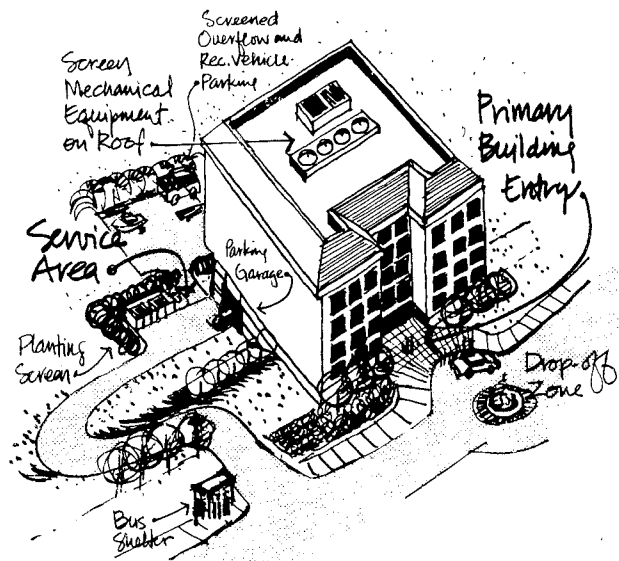 Screened
Overflow and
Rec. Vehicle
Parking
Screen
Mechanical
Equipment
on Roof
Primary
Building
Entry
Service
Area
Parking
Garage
Planting
Screen
Drop-off
Zone
Bus
Shelter